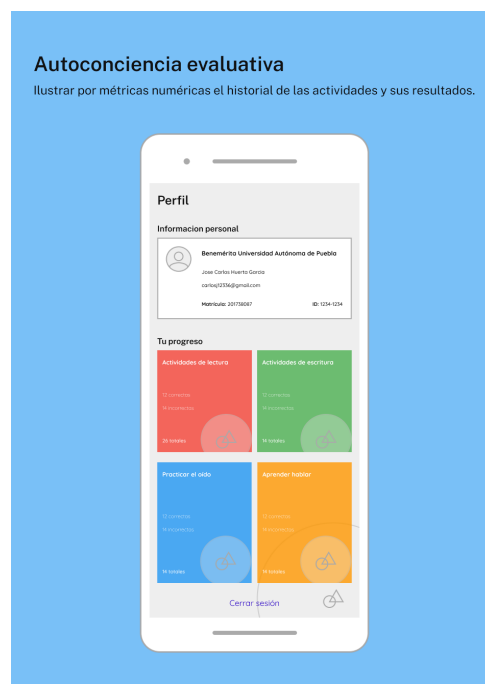 Autoconciencia evaluativa
Ilustrar por métricas numéricas el historial de las actividades y sus resultados.
Perfil
Informacion personal
Benemérita Universidad Autónoma de Puebla
Jose Carlos Huerta Garcia
carlosj12336@gmail.com
Matrícula: 201738087 ID: 1234-1234
Tu progreso
Actividades de lectura
12 correctas
14 incorrectas
26 totales
Actividades de escritura
12 correctas
14 incorrectas
14 totales
Practicar el oído
12 correctas
14 incorrectas
14 totales
Aprender hablar
12 correctas
14 incorrectas
14 totales
Cerrar sesión